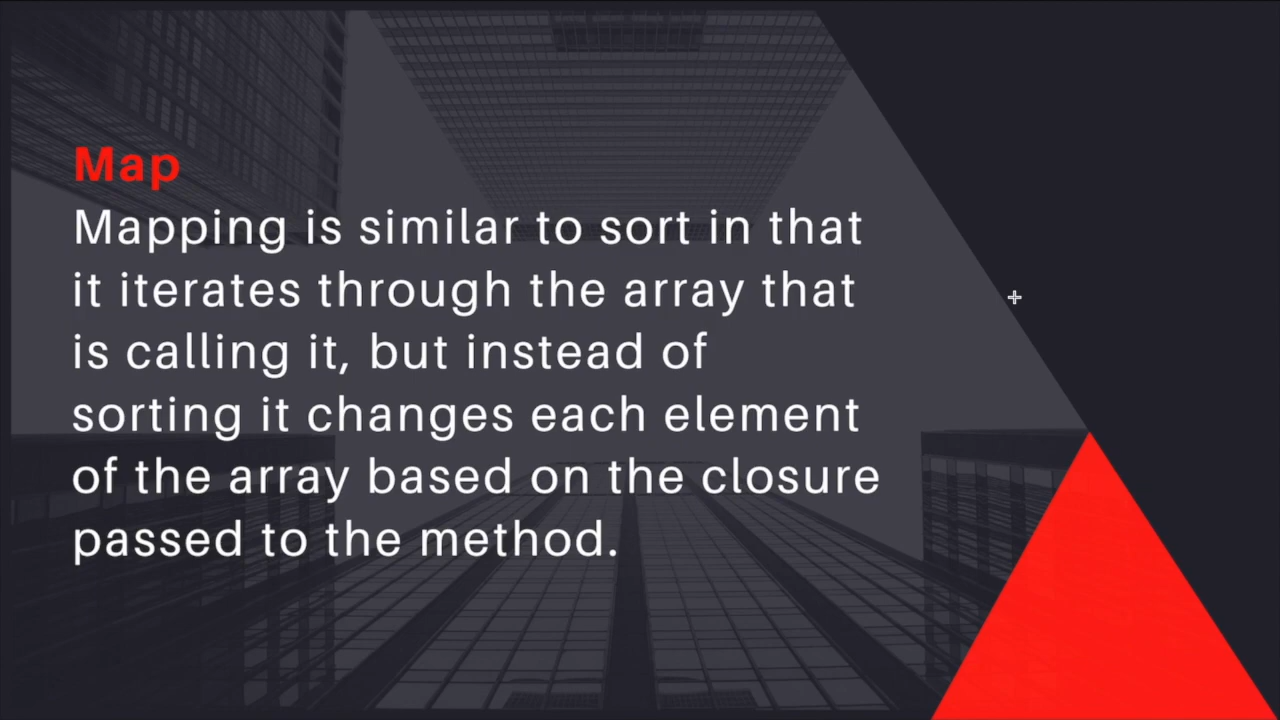 Map
Mapping is similar to sort in that
it iterates through the array that
is calling it, but instead of
sorting it changes each element
of the array based on the closure
passed to the method.